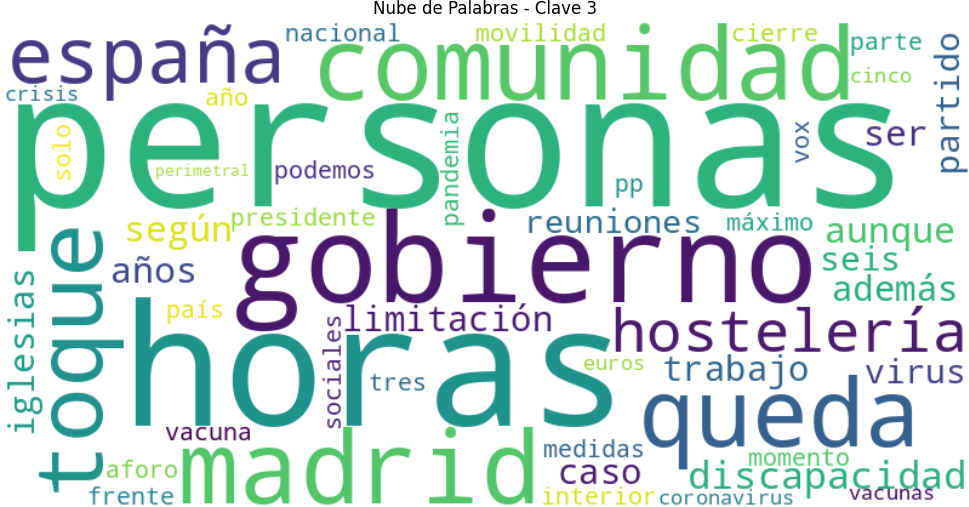 Nube de Palabras - Clave 3
españa
nacional
comunidad
movilidad
cierre
parte
cinco
partido
crisis
año
personas
solo
perimetral
podemos
pandemia
pp
vox
ser
según
presidente
reuniones
máximo
aunque
toque
años
gobierno
seis
además
iglesias
país
horas
sociales
limitación
tres
euros
hostelería
trabajo
virus
queda
vacuna
madrid
medidas
caso
momento
discapacidad
aforo
frente
interior
coronavirus
vacunas